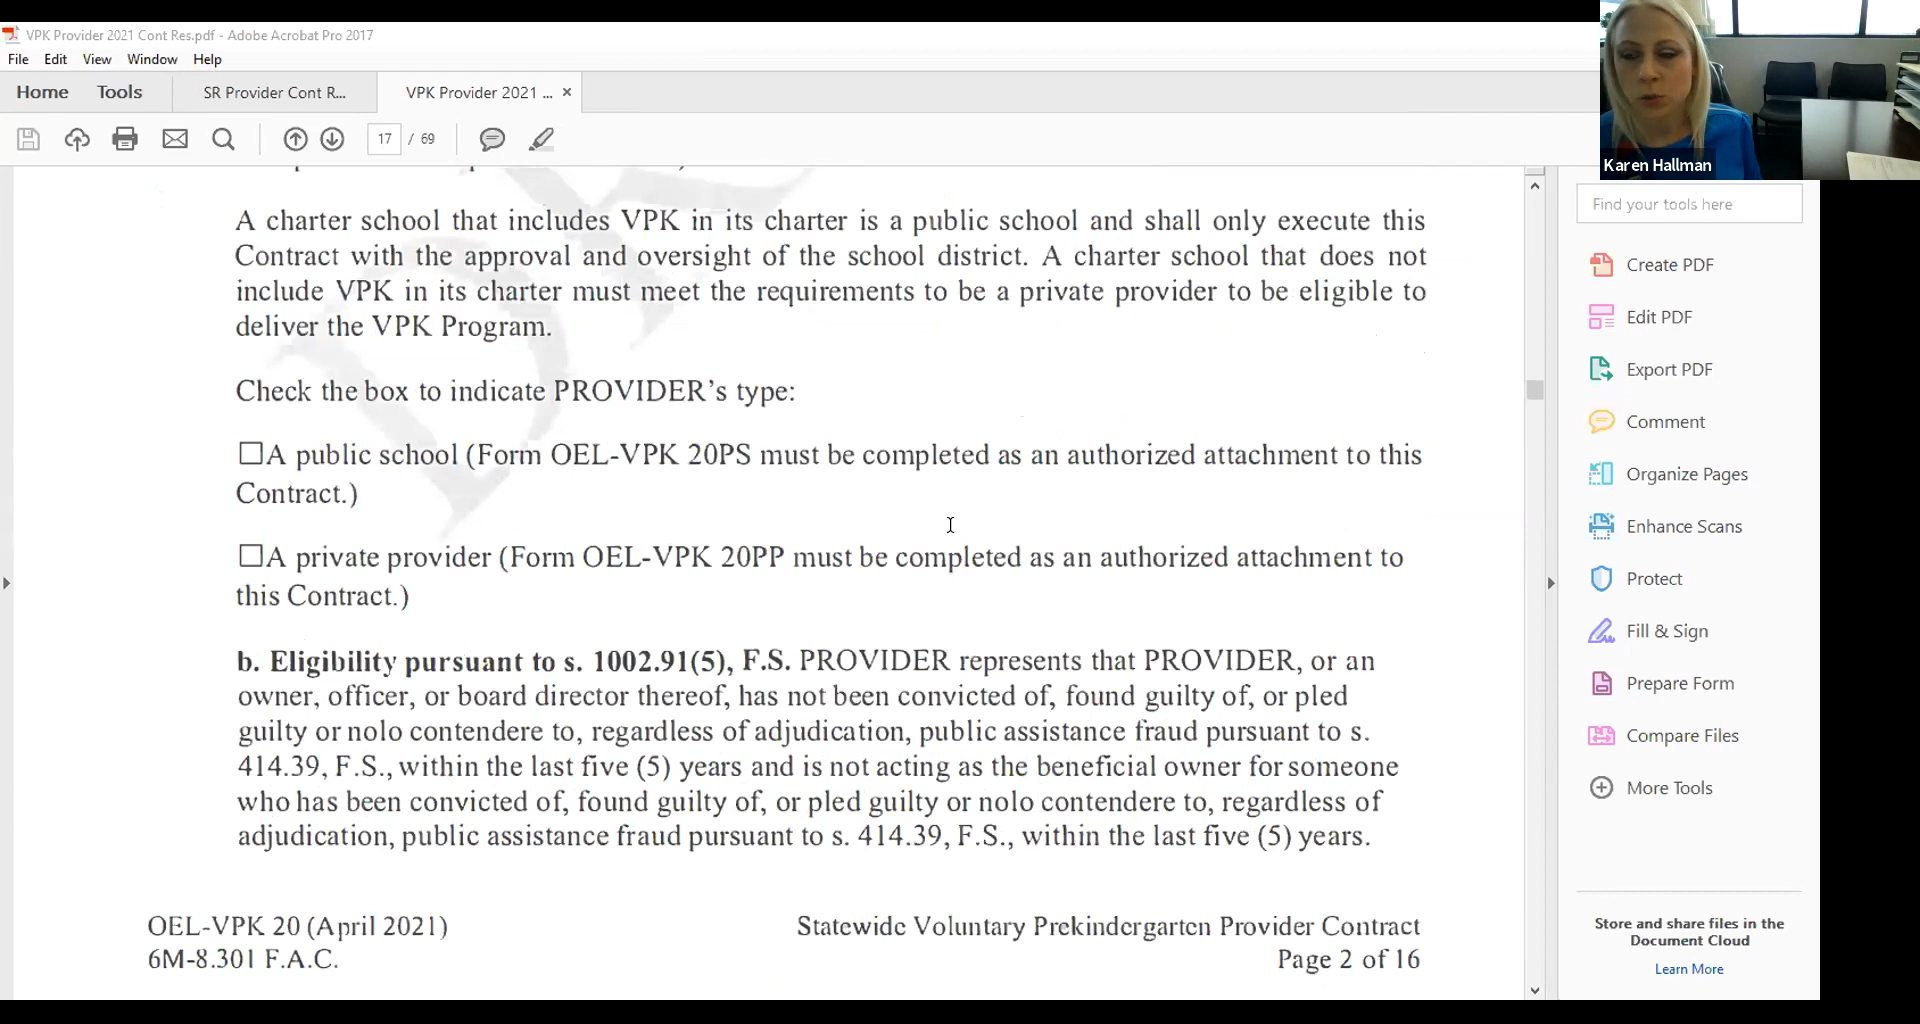 VPK Provider 2021 Cont Res.pdf - Adobe Acrobat Pro 2017
File Edit View Window Help
Home Tools SR Provider Cont R... VPK Provider 2021 ... ×
17 / 69
Karen Hallman
A charter school that includes VPK in its charter is a public school and shall only execute this
Contract with the approval and oversight of the school district. A charter school that does not
include VPK in its charter must meet the requirements to be a private provider to be eligible to
deliver the VPK Program.
Check the box to indicate PROVIDER's type:
☐A public school (Form OEL-VPK 20PS must be completed as an authorized attachment to this
Contract.)
☐A private provider (Form OEL-VPK 20PP must be completed as an authorized attachment to
this Contract.)
b. Eligibility pursuant to s. 1002.91(5), F.S. PROVIDER represents that PROVIDER, or an
owner, officer, or board director thereof, has not been convicted of, found guilty of, or pled
guilty or nolo contendere to, regardless of adjudication, public assistance fraud pursuant to s.
414.39, F.S., within the last five (5) years and is not acting as the beneficial owner for someone
who has been convicted of, found guilty of, or pled guilty or nolo contendere to, regardless of
adjudication, public assistance fraud pursuant to s. 414.39, F.S., within the last five (5) years.
OEL-VPK 20 (April 2021) Statewide Voluntary Prekindergarten Provider Contract
6M-8.301 F.A.C. Page 2 of 16
Find your tools here
Create PDF
Edit PDF
Export PDF
Comment
Organize Pages
Enhance Scans
Protect
Fill & Sign
Prepare Form
Compare Files
More Tools
Store and share files in the
Document Cloud
Learn More